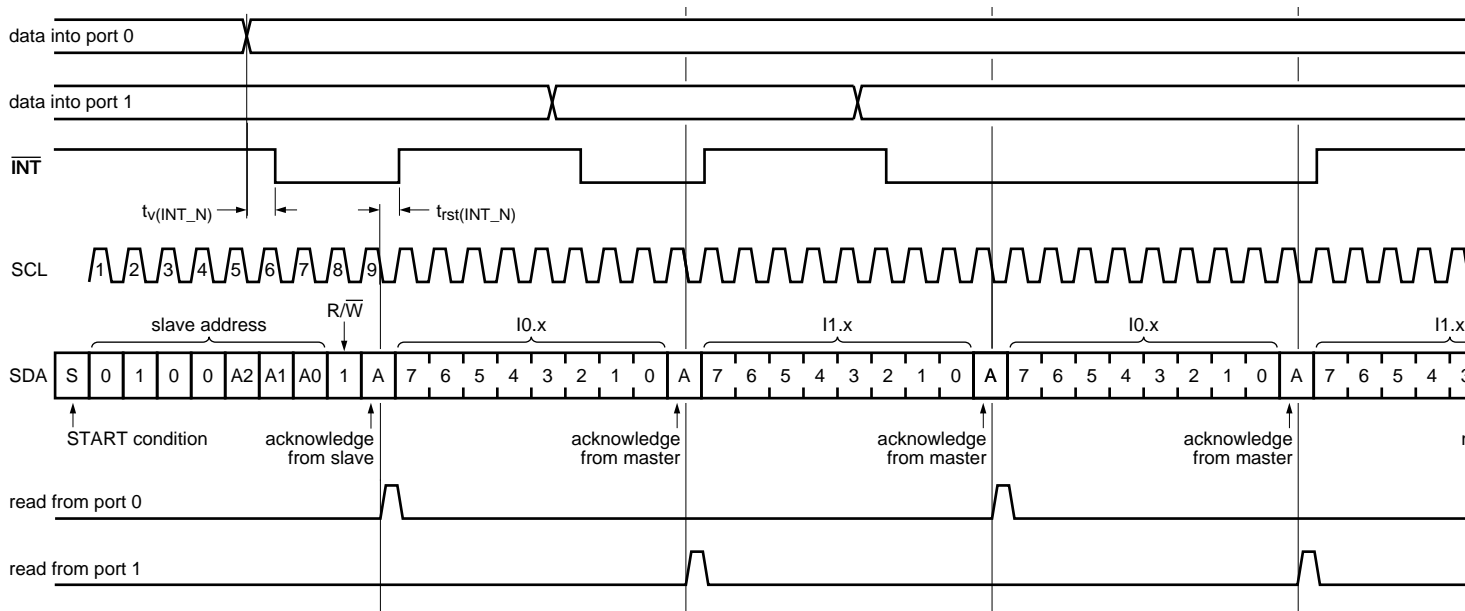 data into port 0
data into port 1
INT
tv(INT_N)
trst(INT_N)
SCL
1 2 3 4 5 6 7 8 9
R/W
slave address
I0.x
I1.x
I0.x
I1.x
SDA
S 0 1 0 0 A2 A1 A0 1 A 7 6 5 4 3 2 1 0 A 7 6 5 4 3 2 1 0 A 7 6 5 4 3 2 1 0 A 7 6 5 4
START condition
acknowledge
from slave
acknowledge
from master
acknowledge
from master
acknowledge
from master
read from port 0
read from port 1